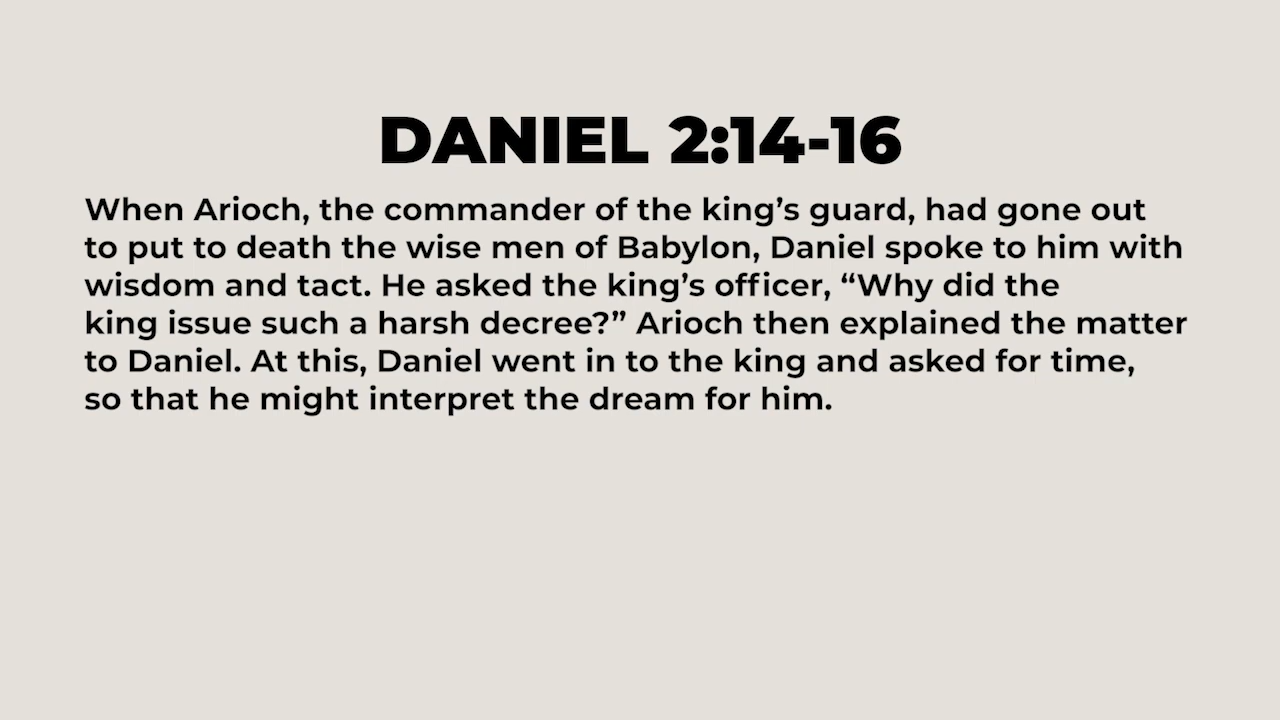 DANIEL 2:14-16
When Arioch, the commander of the king’s guard, had gone out
to put to death the wise men of Babylon, Daniel spoke to him with
wisdom and tact. He asked the king’s officer, “Why did the
king issue such a harsh decree?” Arioch then explained the matter
to Daniel. At this, Daniel went in to the king and asked for time,
so that he might interpret the dream for him.